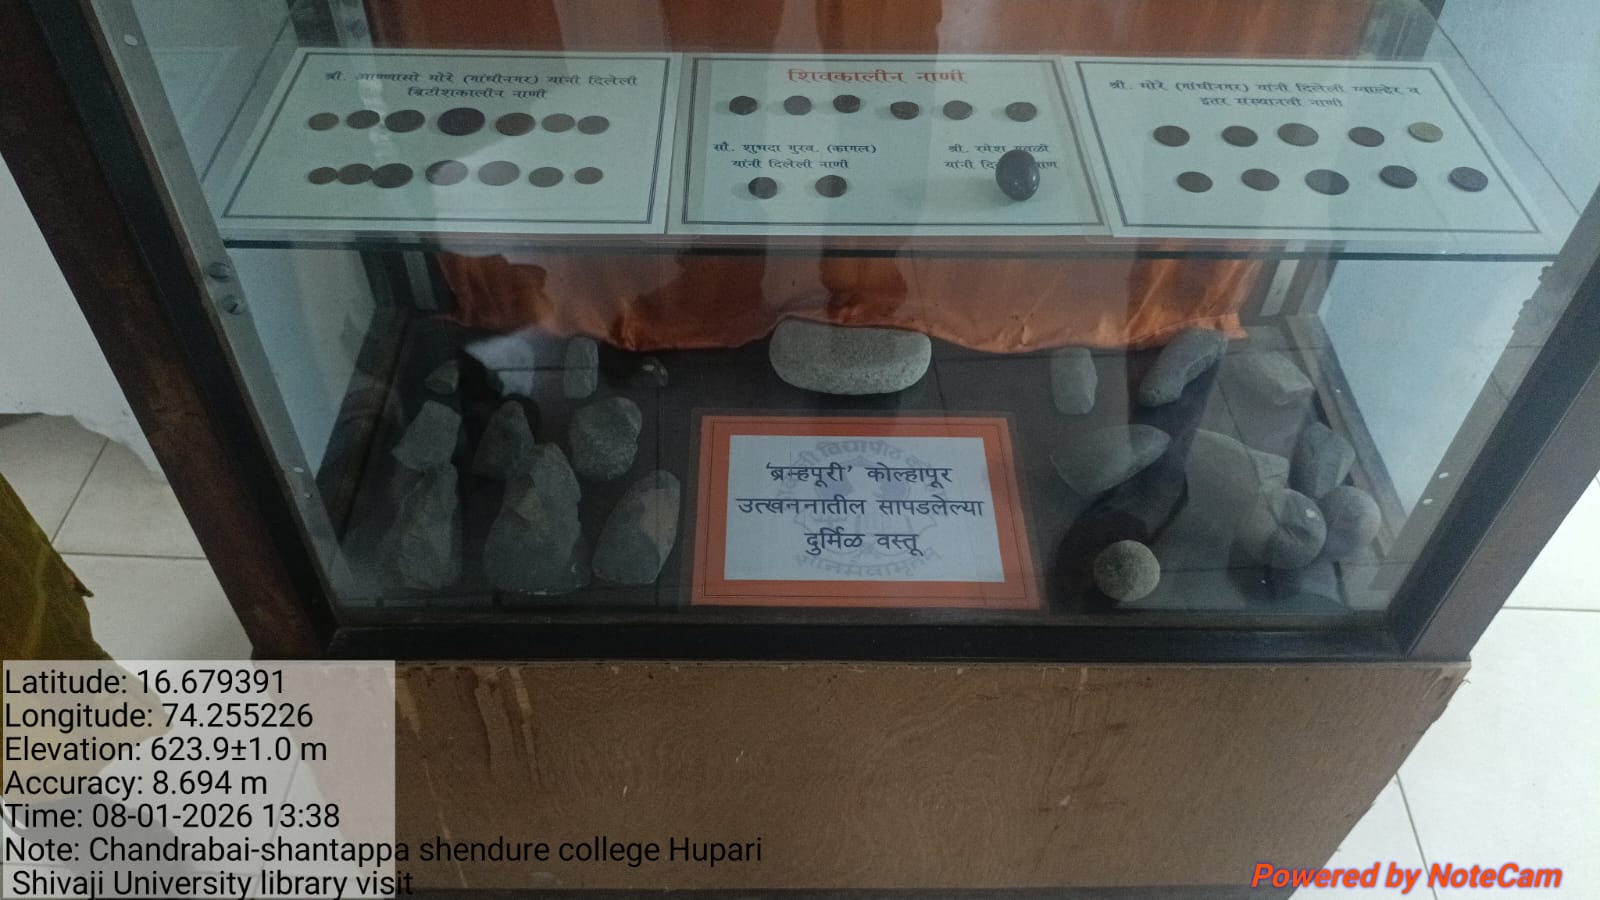 श्री. आण्णासो मोरे (गांधीनगर) यांनी दिलेली
ब्रिटीशकालीन नाणी
शिवकालीन नाणी
सौ. शुभदा गुरव. (कागल)
यांनी दिलेली नाणी
श्री. रमेश
यांनी
श्री. मोरे (गांधीनगर) यांनी दिलेली ग्वाल्हेर व
इतर संस्थानची नाणी
'ब्रम्हपूरी' कोल्हापूर
उत्खननातील सापडलेल्या
दुर्मिळ वस्तू
Latitude: 16.679391
Longitude: 74.255226
Elevation: 623.9±1.0 m
Accuracy: 8.694 m
Time: 08-01-2026 13:38
Note: Chandrabai-shantappa shendure college Hupari
Shivaji University library visit
Powered by NoteCam